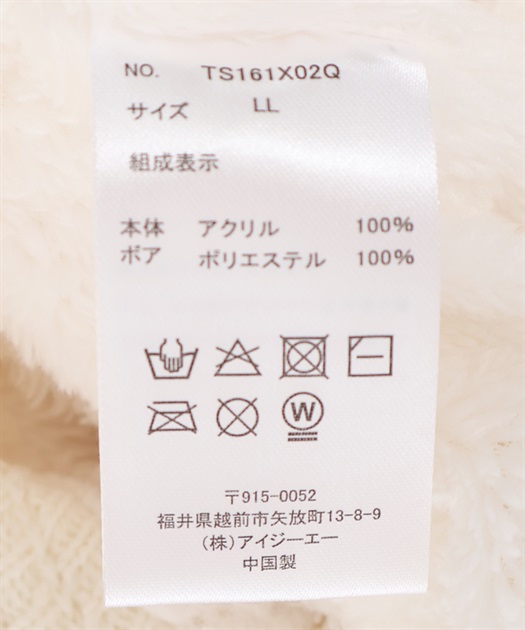 NO. TS161X02Q
サイズ LL
組成表示
本体 アクリル 100%
ボア ポリエステル 100%
W
〒915-0052
福井県越前市矢放町13-8-9
(株)アイジーエー
中国製